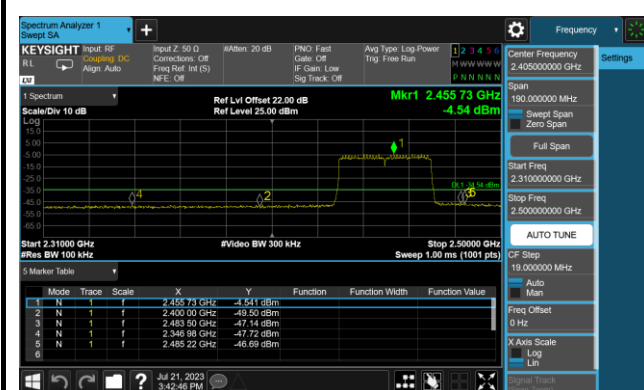 Spectrum Analyzer 1
Swept SA
Frequency
KEYSIGHT
R L
Input: RF
Coupling: DC
Align: Auto
Input Z: 50 Ω
Corrections: Off
Freq Ref: Int (S)
NFE: Off
#Atten: 20 dB
PNO: Fast
Gate: Off
IF Gain: Low
Sig Track: Off
Avg Type: Log-Power
Trig: Free Run
1 2 3 4 5 6
M W W W W W
P N N N N N
Center Frequency
2.405000000 GHz
Settings
1 Spectrum
Scale/Div 10 dB
Ref Lvl Offset 22.00 dB
Ref Level 25.00 dBm
Mkr1 2.455 73 GHz
-4.54 dBm
Span
190.000000 MHz
Swept Span
Zero Span
Full Span
Start Freq
2.310000000 GHz
Stop Freq
2.500000000 GHz
AUTO TUNE
CF Step
19.000000 MHz
Auto
Man
Freq Offset
0 Hz
X Axis Scale
Log
Lin
Signal Track
Log
15.0
5.00
-5.00
-15.0
-25.0
-35.0
-45.0
-55.0
-65.0
1
DL1 -34.54 dBm
4
2
5
Start 2.31000 GHz
#Res BW 100 kHz
#Video BW 300 kHz
Stop 2.50000 GHz
Sweep 1.00 ms (1001 pts)
5 Marker Table
Mode Trace Scale X Y Function Function Width Function Value
1 N 1 f 2.455 73 GHz -4.541 dBm
2 N 1 f 2.400 00 GHz -49.50 dBm
3 N 1 f 2.483 50 GHz -47.14 dBm
4 N 1 f 2.346 98 GHz -47.72 dBm
5 N 1 f 2.485 22 GHz -46.69 dBm
6
Jul 21, 2023
3:42:46 PM